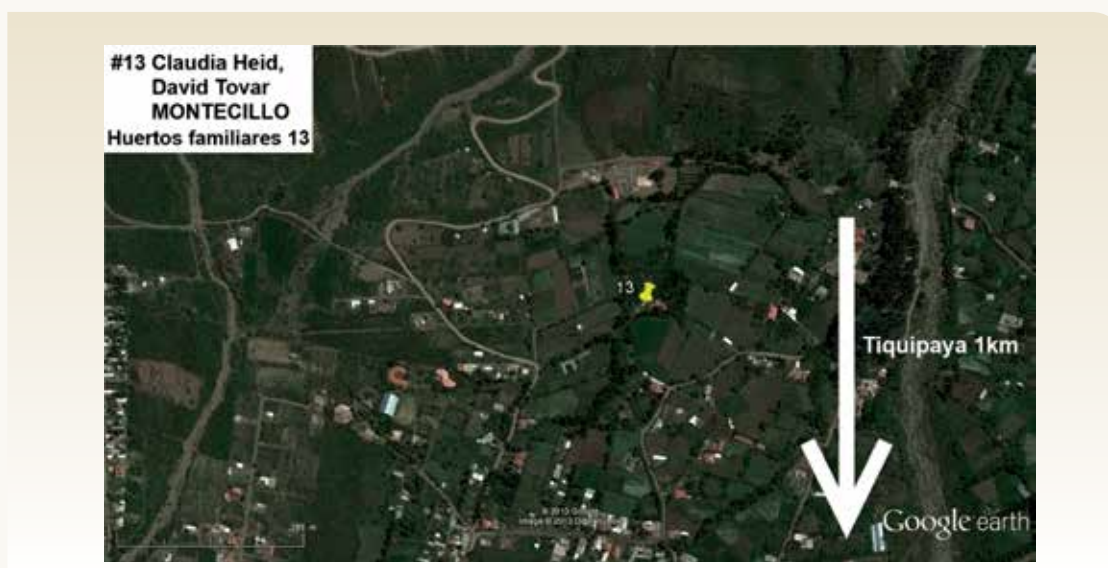 #13 Claudia Heid,
David Tovar
MONTECILLO
Huertos familiares 13
13
Tiquipaya 1km
Google earth